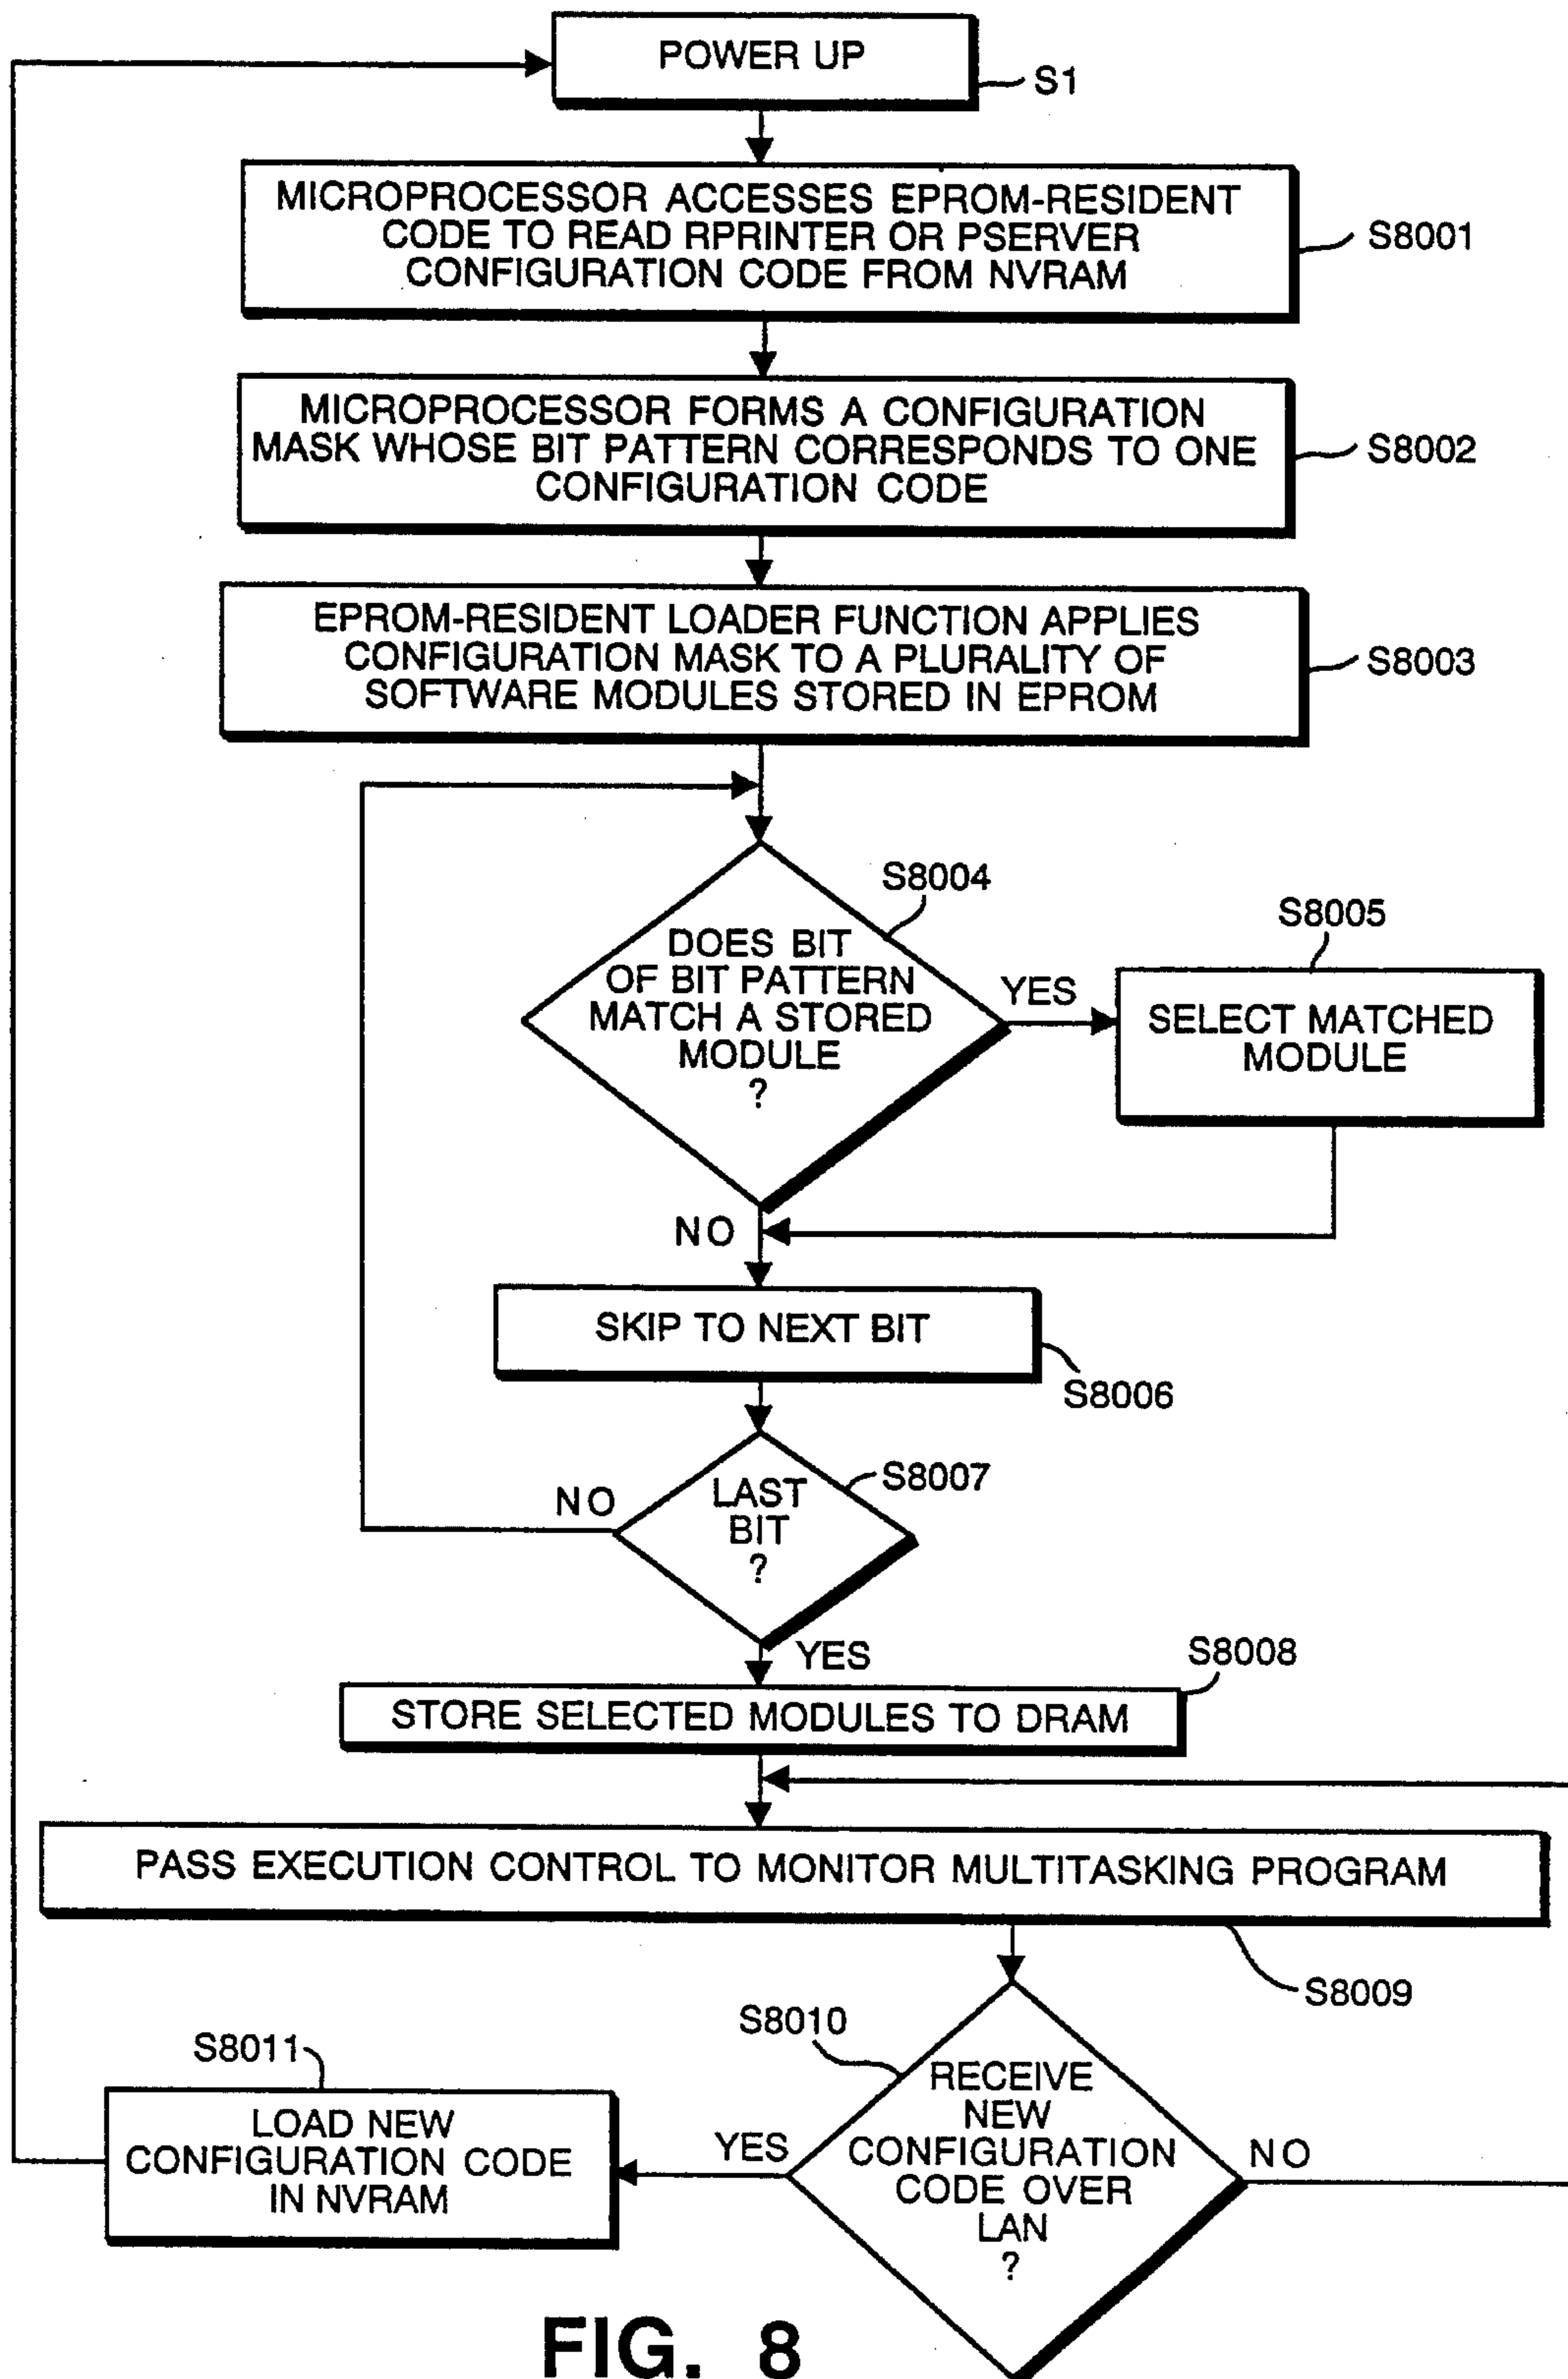 POWER UP
S1
MICROPROCESSOR ACCESSES EPROM-RESIDENT
CODE TO READ RPRINTER OR PSERVER
CONFIGURATION CODE FROM NVRAM
S8001
MICROPROCESSOR FORMS A CONFIGURATION
MASK WHOSE BIT PATTERN CORRESPONDS TO ONE
CONFIGURATION CODE
S8002
EPROM-RESIDENT LOADER FUNCTION APPLIES
CONFIGURATION MASK TO A PLURALITY OF
SOFTWARE MODULES STORED IN EPROM
S8003
S8004
DOES BIT
OF BIT PATTERN
MATCH A STORED
MODULE
?
YES
S8005
SELECT MATCHED
MODULE
NO
SKIP TO NEXT BIT
S8006
S8007
LAST
BIT
?
NO
YES
S8008
STORE SELECTED MODULES TO DRAM
PASS EXECUTION CONTROL TO MONITOR MULTITASKING PROGRAM
S8009
S8010
RECEIVE
NEW
CONFIGURATION
CODE OVER
LAN
?
YES
NO
S8011
LOAD NEW
CONFIGURATION CODE
IN NVRAM
FIG. 8